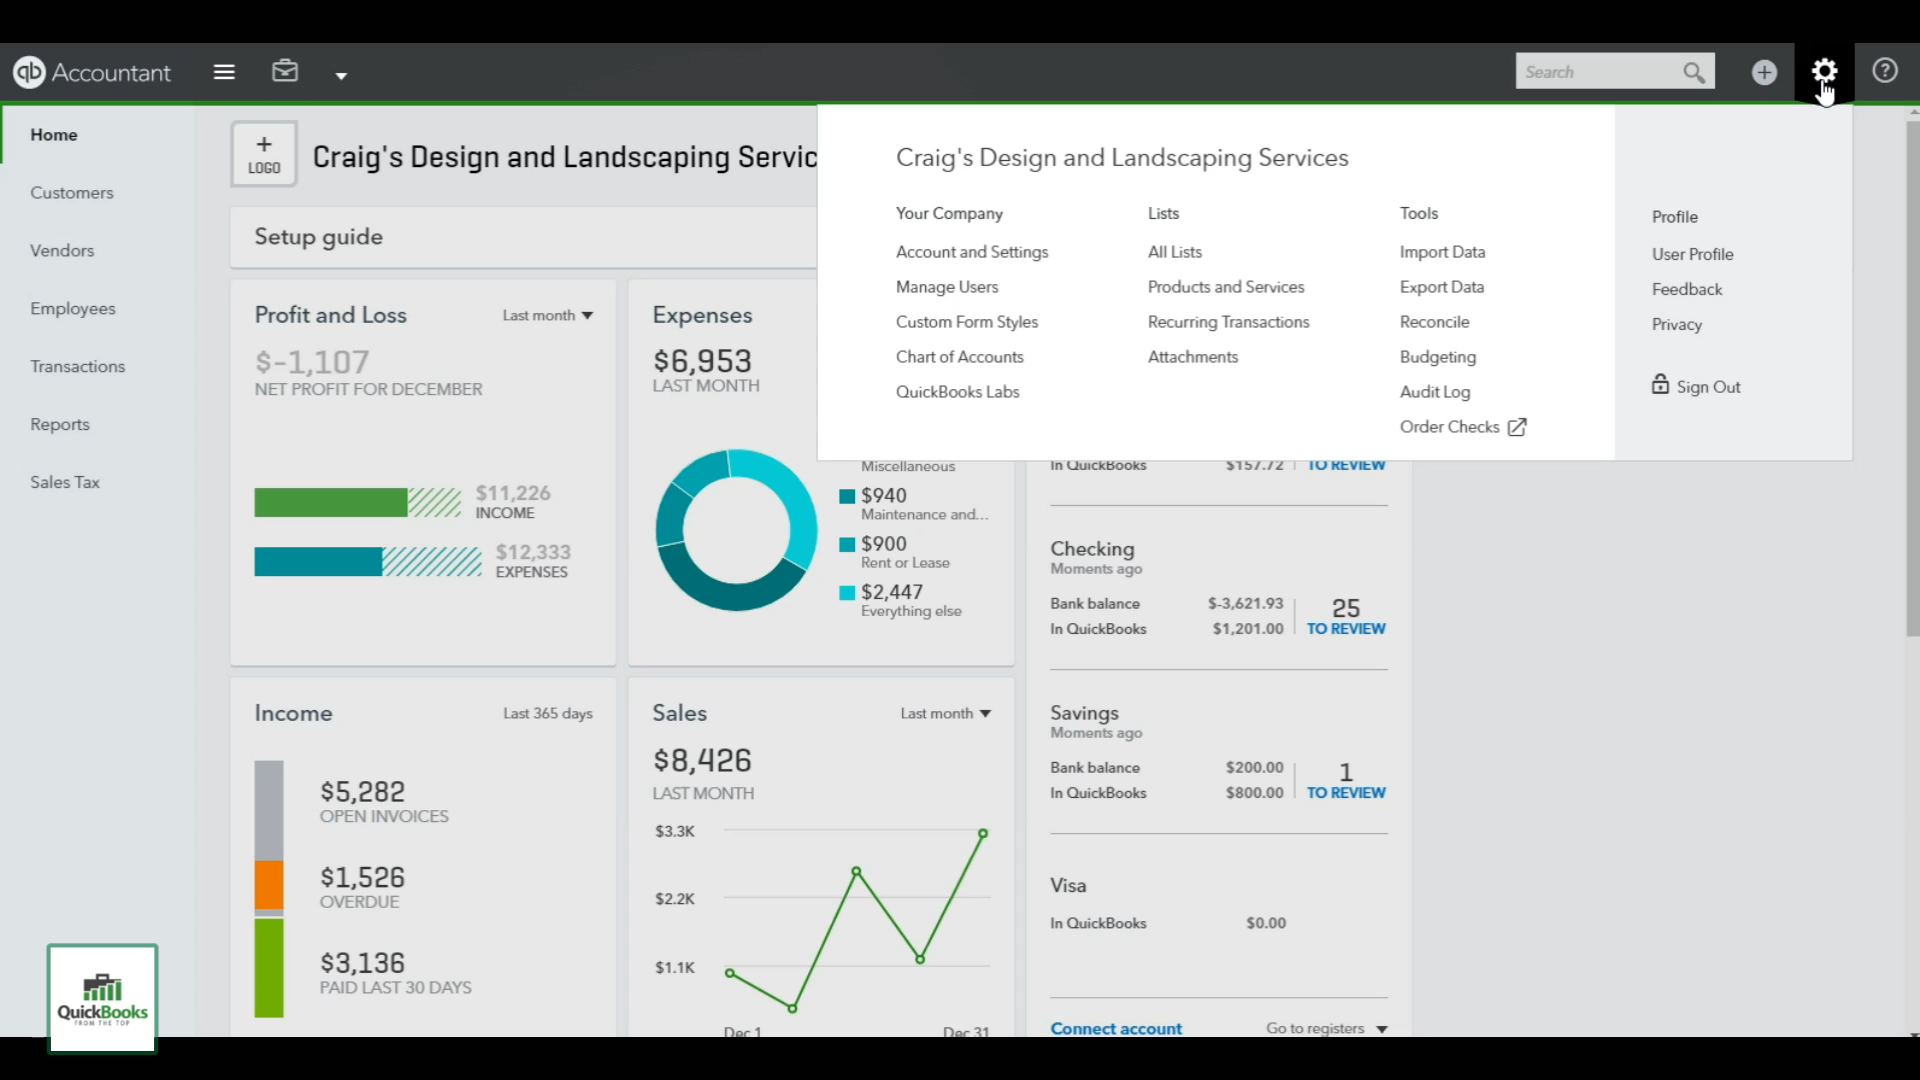 qb Accountant
Search
Home
Customers
Vendors
Employees
Transactions
Reports
Sales Tax
+
LOGO
Craig's Design and Landscaping Servic
Setup guide
Craig's Design and Landscaping Services
Your Company
Account and Settings
Manage Users
Custom Form Styles
Chart of Accounts
QuickBooks Labs
Lists
All Lists
Products and Services
Recurring Transactions
Attachments
Tools
Import Data
Export Data
Reconcile
Budgeting
Audit Log
Order Checks
Profile
User Profile
Feedback
Privacy
Sign Out
Profit and Loss
Last month
$-1,107
NET PROFIT FOR DECEMBER
$11,226
INCOME
$12,333
EXPENSES
Expenses
$6,953
LAST MONTH
Miscellaneous
$940
Maintenance and...
$900
Rent or Lease
$2,447
Everything else
In QuickBooks $157.72 TO REVIEW
Checking
Moments ago
Bank balance $-3,621.93
In QuickBooks $1,201.00
25
TO REVIEW
Savings
Moments ago
Bank balance $200.00
In QuickBooks $800.00
1
TO REVIEW
Visa
In QuickBooks $0.00
Connect account
Go to registers
Income
Last 365 days
$5,282
OPEN INVOICES
$1,526
OVERDUE
$3,136
PAID LAST 30 DAYS
Sales
Last month
$8,426
LAST MONTH
$3.3K
$2.2K
$1.1K
Dec 1
Dec 31
QuickBooks
FROM THE TOP